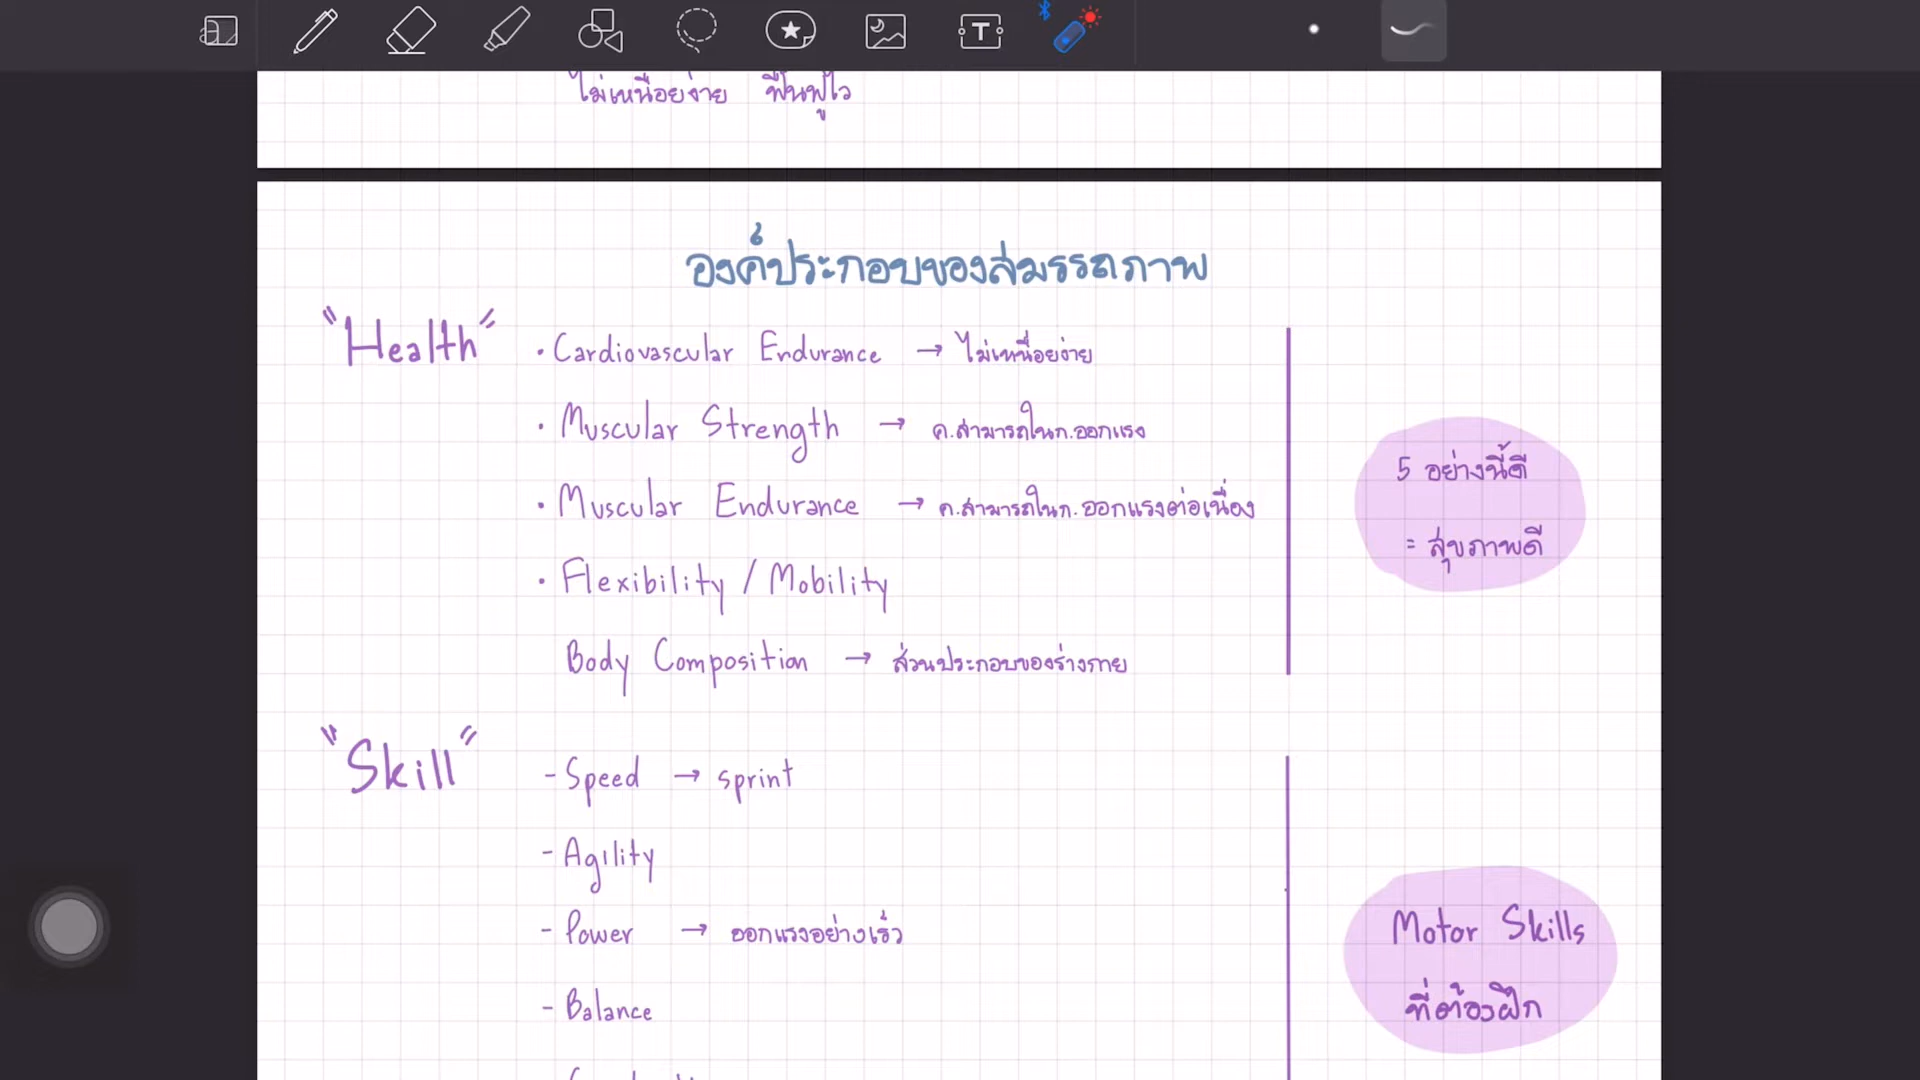 ไม่เหนื่อยง่าย ฟื้นฟูไว
องค์ประกอบของสมรรถภาพ
"Health"
• Cardiovascular Endurance → ไม่เหนื่อยง่าย
• Muscular Strength → ค.สามารถในก.ออกแรง
• Muscular Endurance → ค.สามารถในก.ออกแรงต่อเนื่อง
• Flexibility / Mobility
Body Composition → ส่วนประกอบของร่างกาย
5 อย่างนี้ดี
= สุขภาพดี
"Skill"
- Speed → sprint
- Agility
- Power → ออกแรงอย่างเร็ว
- Balance
Motor Skills
ที่ต้องฝึก